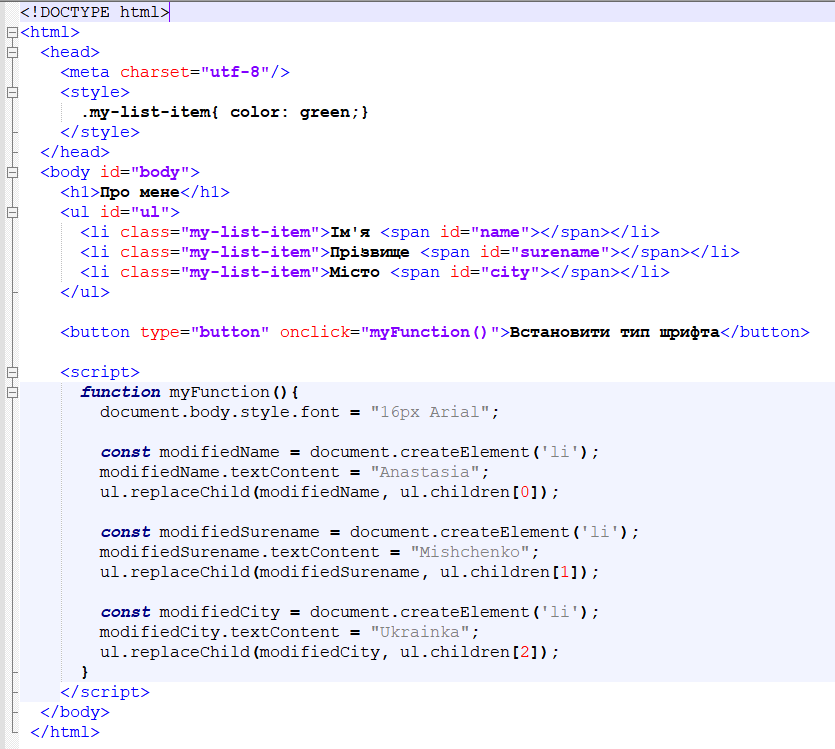 <!DOCTYPE html>
<html>
<head>
<meta charset="utf-8"/>
<style>
.my-list-item{ color: green;}
</style>
</head>
<body id="body">
<h1>Про мене</h1>
<ul id="ul">
<li class="my-list-item">Ім'я <span id="name"></span></li>
<li class="my-list-item">Прізвище <span id="surename"></span></li>
<li class="my-list-item">Місто <span id="city"></span></li>
</ul>
<button type="button" onclick="myFunction()">Встановити тип шрифта</button>
<script>
function myFunction(){
document.body.style.font = "16px Arial";
const modifiedName = document.createElement('li');
modifiedName.textContent = "Anastasia";
ul.replaceChild(modifiedName, ul.children[0]);
const modifiedSurename = document.createElement('li');
modifiedSurename.textContent = "Mishchenko";
ul.replaceChild(modifiedSurename, ul.children[1]);
const modifiedCity = document.createElement('li');
modifiedCity.textContent = "Ukrainka";
ul.replaceChild(modifiedCity, ul.children[2]);
}
</script>
</body>
</html>